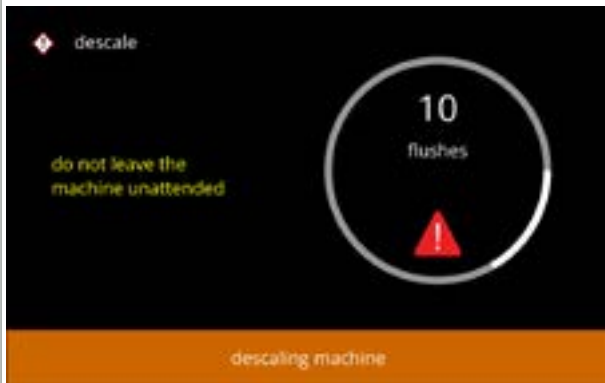 descale
10
flushes
do not leave the
machine unattended
!
descaling machine